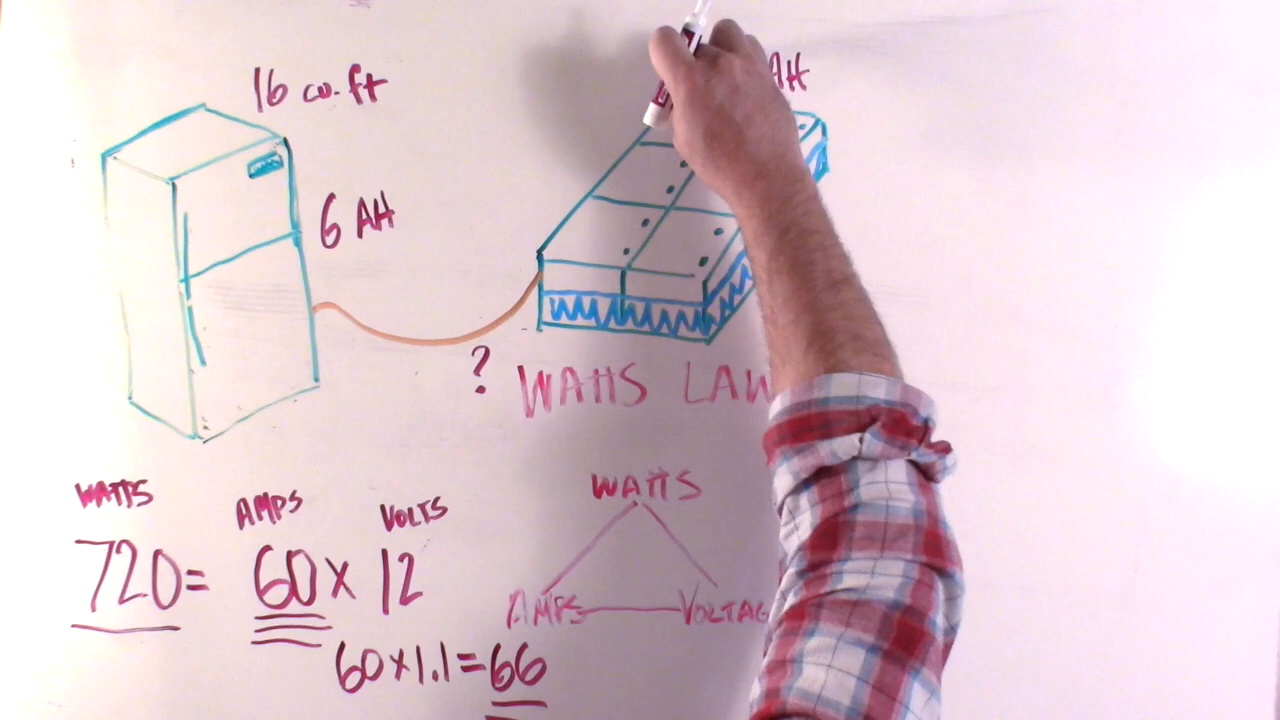 16 cu.ft
AH
6 AH
?
WATTS LAW
WATTS
AMPS
VOLTS
720 = 60 x 12
60 x 1.1 = 66
WATTS
AMPS
VOLTAG